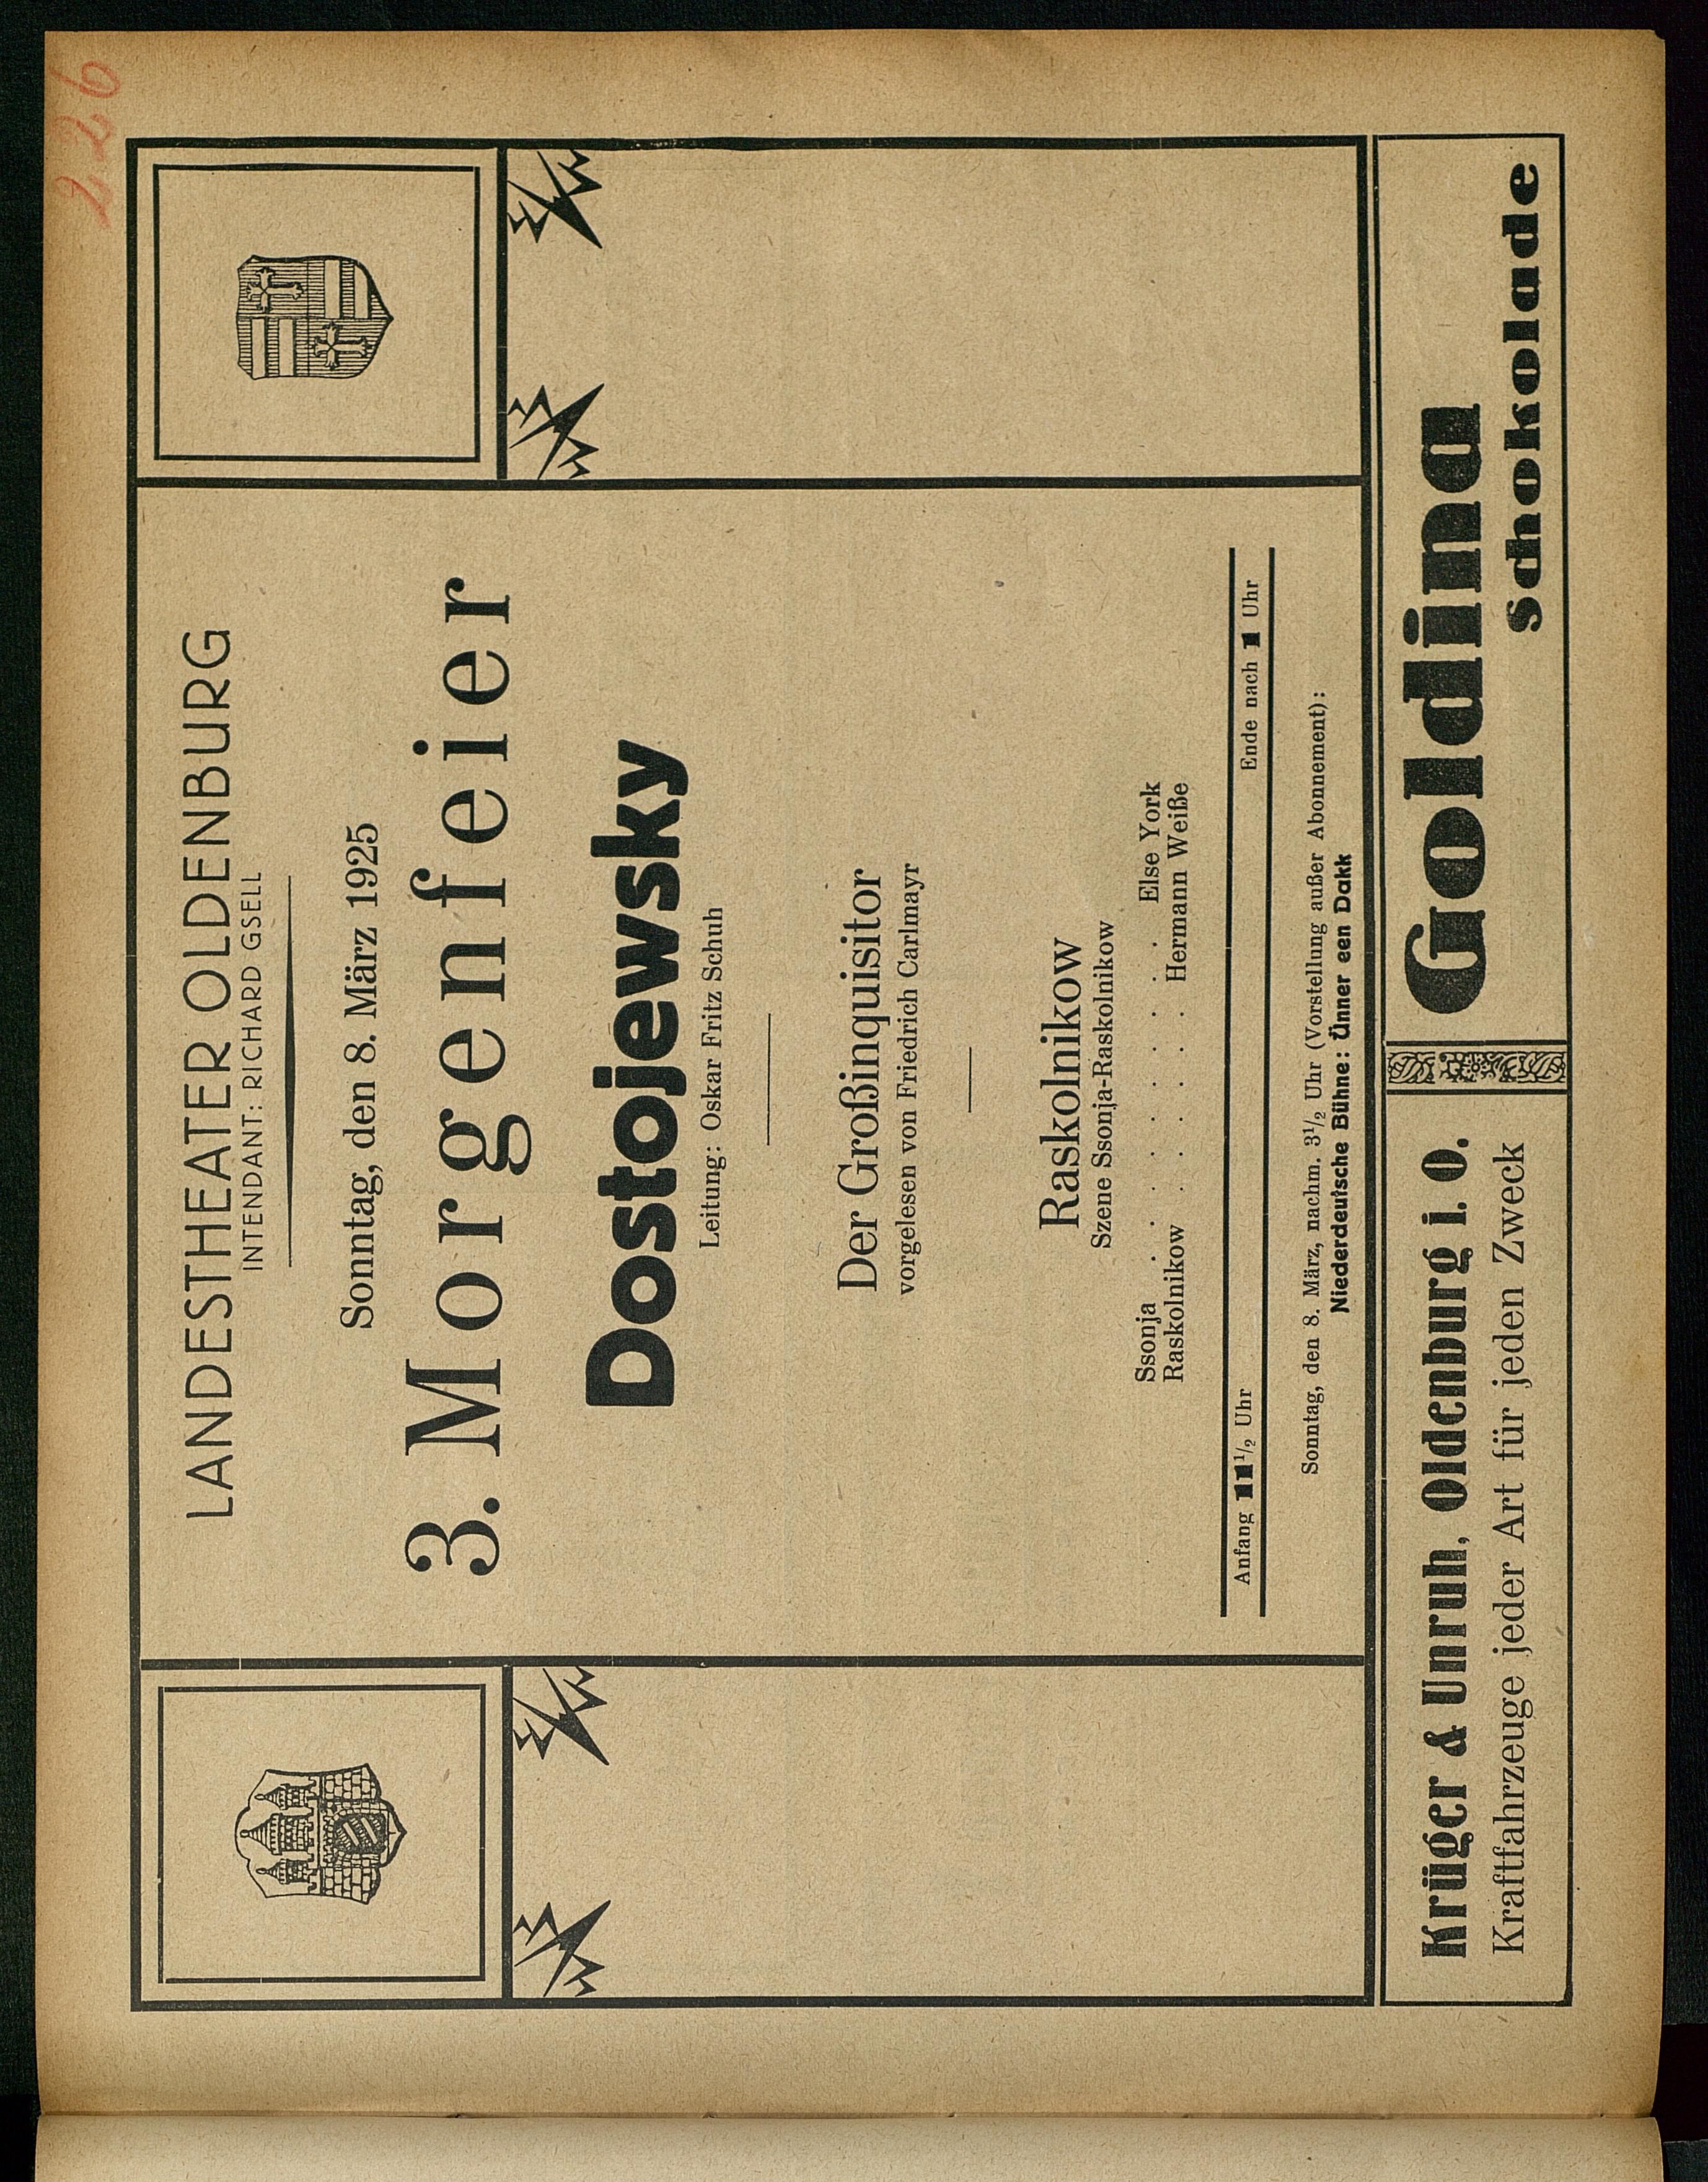 226
LANDESTHEATER OLDENBURG
INTENDANT: RICHARD GSELL
Sonntag, den 8. März 1925
3. Morgenfeier
Dostojewsky
Leitung: Oskar Fritz Schuh
Der Großinquisitor
vorgelesen von Friedrich Carlmayr
Raskolnikow
Szene Ssonja-Raskolnikow
Ssonja . . . . . . . . . . Else York
Raskolnikow . . . . . . Hermann Weiße
Anfang 11½ Uhr Ende nach 1 Uhr
Sonntag, den 8. März, nachm. 3½ Uhr (Vorstellung außer Abonnement):
Niederdeutsche Bühne: Ünner een Dakk
Krüger & Unruh, Oldenburg i. O.
Kraftfahrzeuge jeder Art für jeden Zweck
Goldina
Schokolade